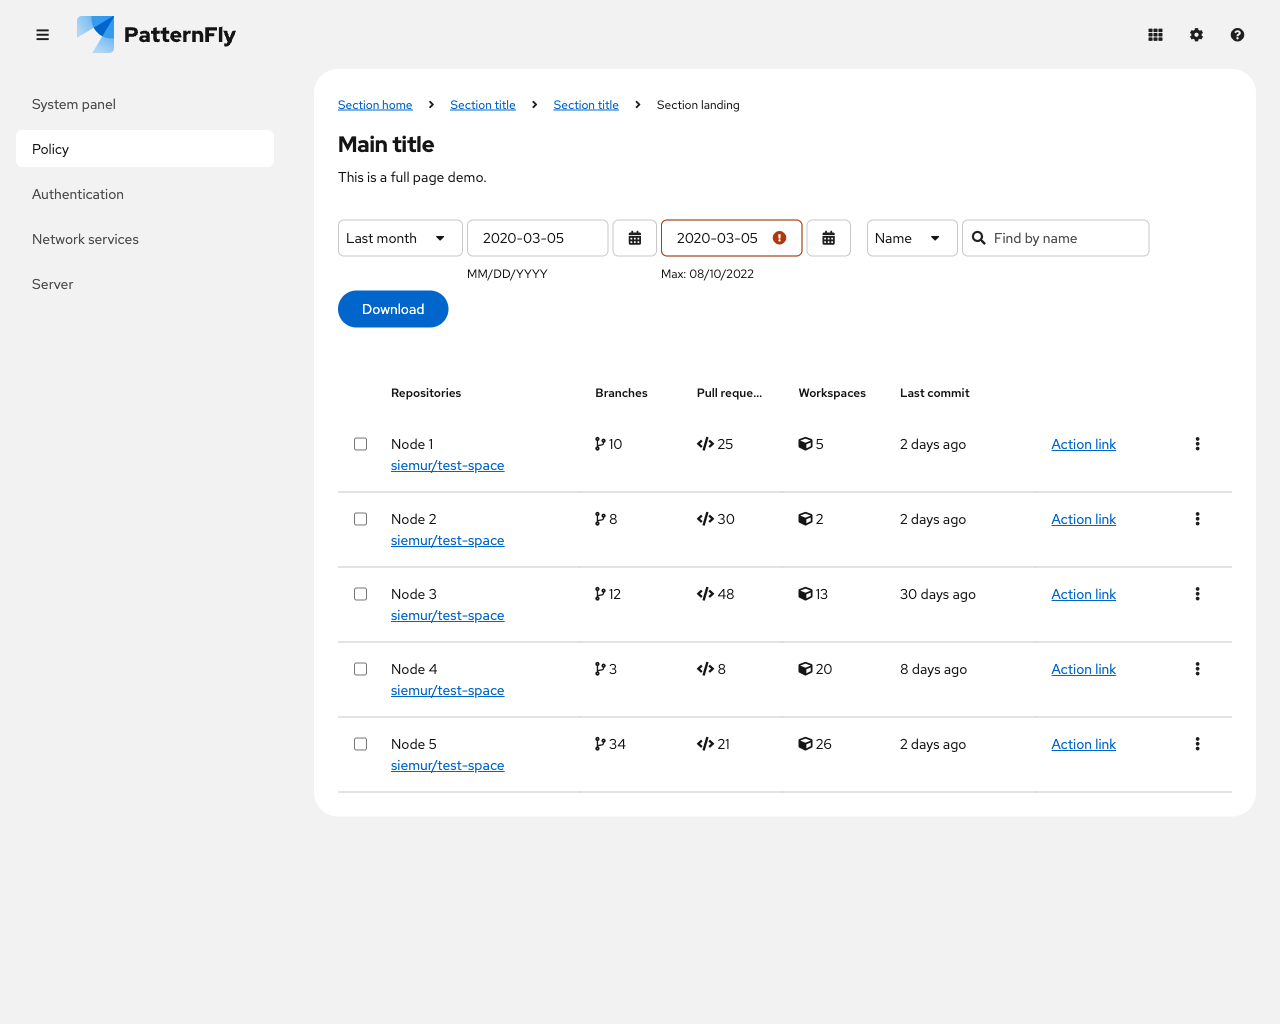 PatternFly
System panel
Policy
Authentication
Network services
Server
Section home > Section title > Section title > Section landing
Main title
This is a full page demo.
Last month 2020-03-05 2020-03-05 Name Find by name
MM/DD/YYYY Max: 08/10/2022
Download
Repositories Branches Pull reque... Workspaces Last commit
Node 1 10 25 5 2 days ago Action link
siemur/test-space
Node 2 8 30 2 2 days ago Action link
siemur/test-space
Node 3 12 48 13 30 days ago Action link
siemur/test-space
Node 4 3 8 20 8 days ago Action link
siemur/test-space
Node 5 34 21 26 2 days ago Action link
siemur/test-space